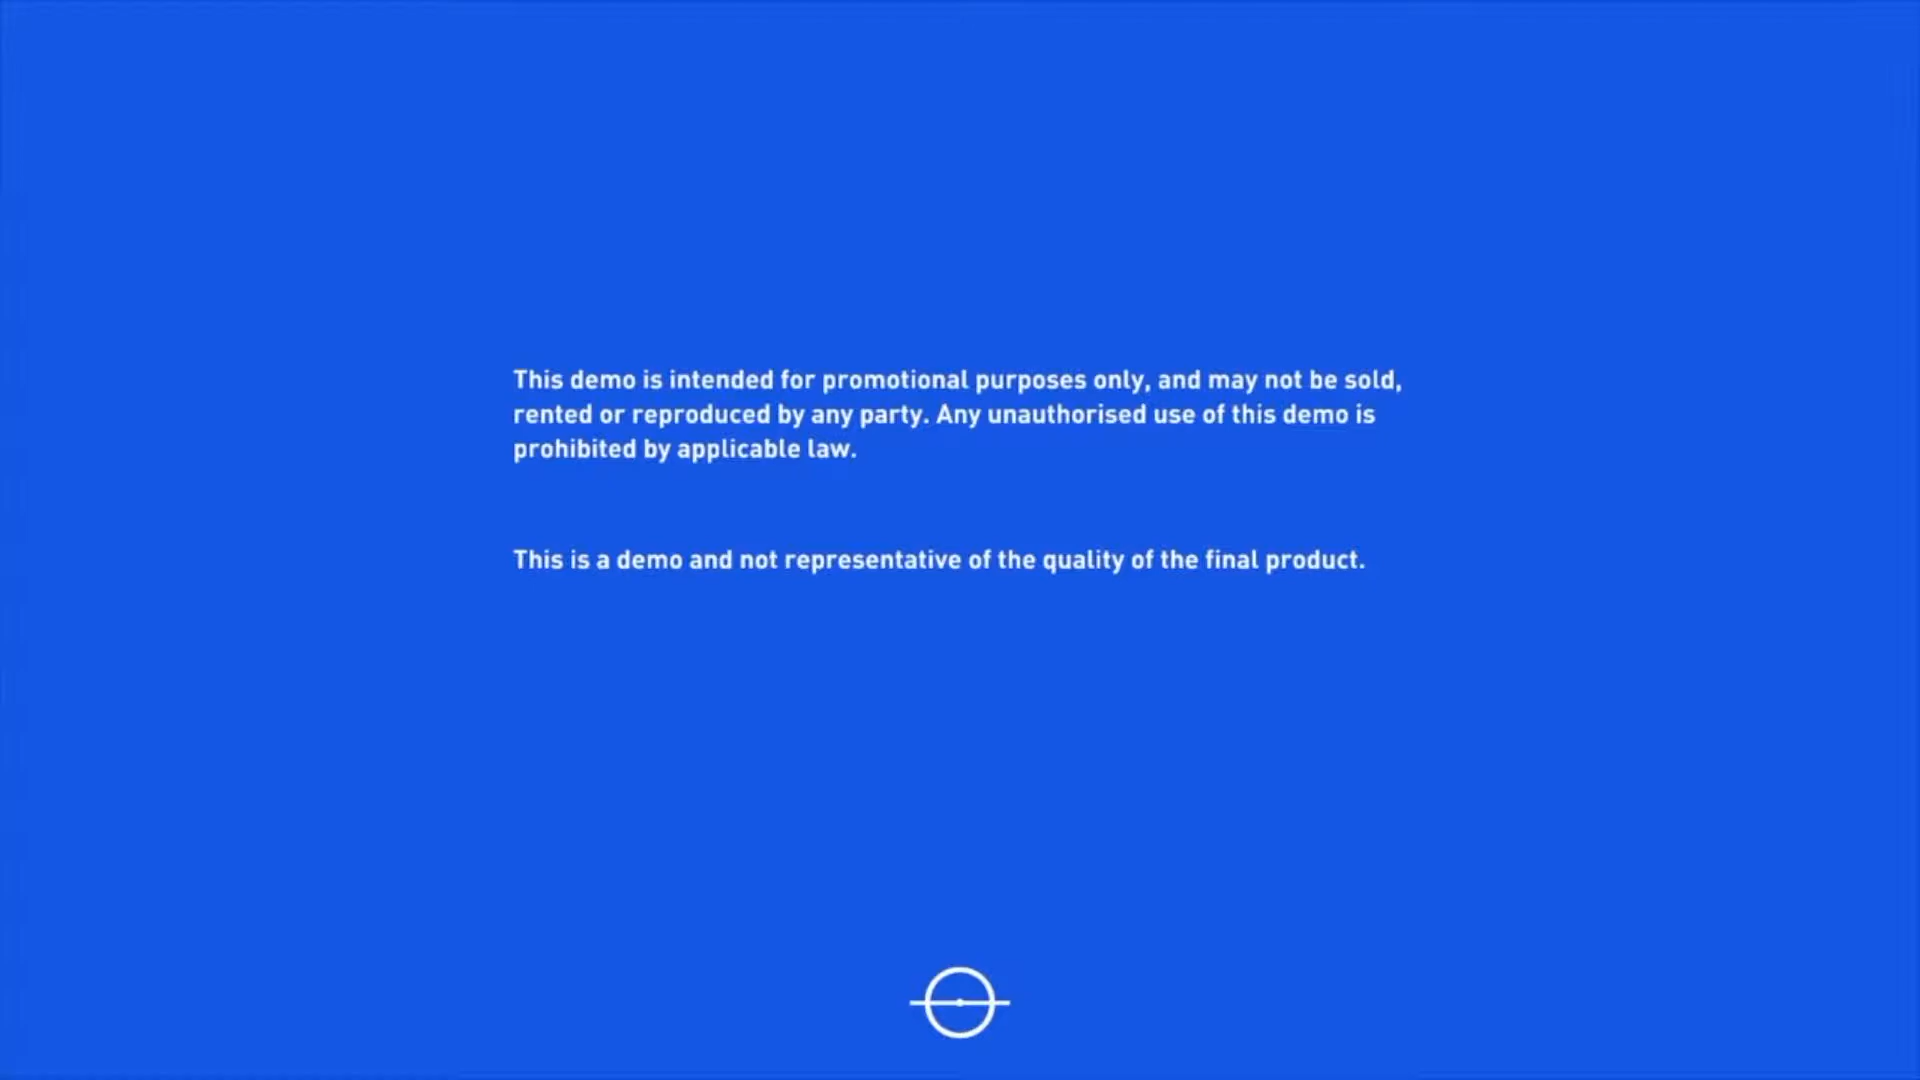 This demo is intended for promotional purposes only, and may not be sold,
rented or reproduced by any party. Any unauthorised use of this demo is
prohibited by applicable law.
This is a demo and not representative of the quality of the final product.